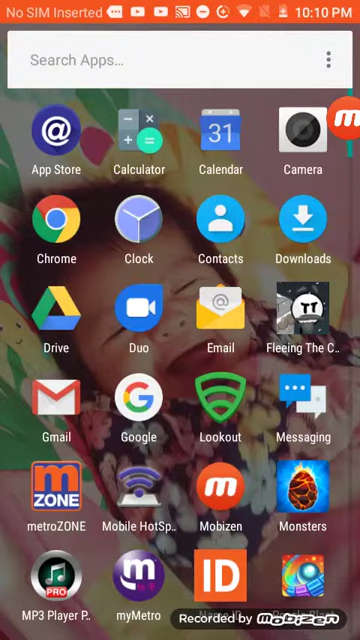 No SIM Inserted 10:10 PM
Search Apps...
31
App Store Calculator Calendar Camera
Chrome Clock Contacts Downloads
Drive Duo Email Fleeing The C..
Gmail Google Lookout Messaging
m
ZONE
metroZONE Mobile HotSp.. Mobizen Monsters
PRO
ID
MP3 Player P.. myMetro
Recorded by MOBIZEN